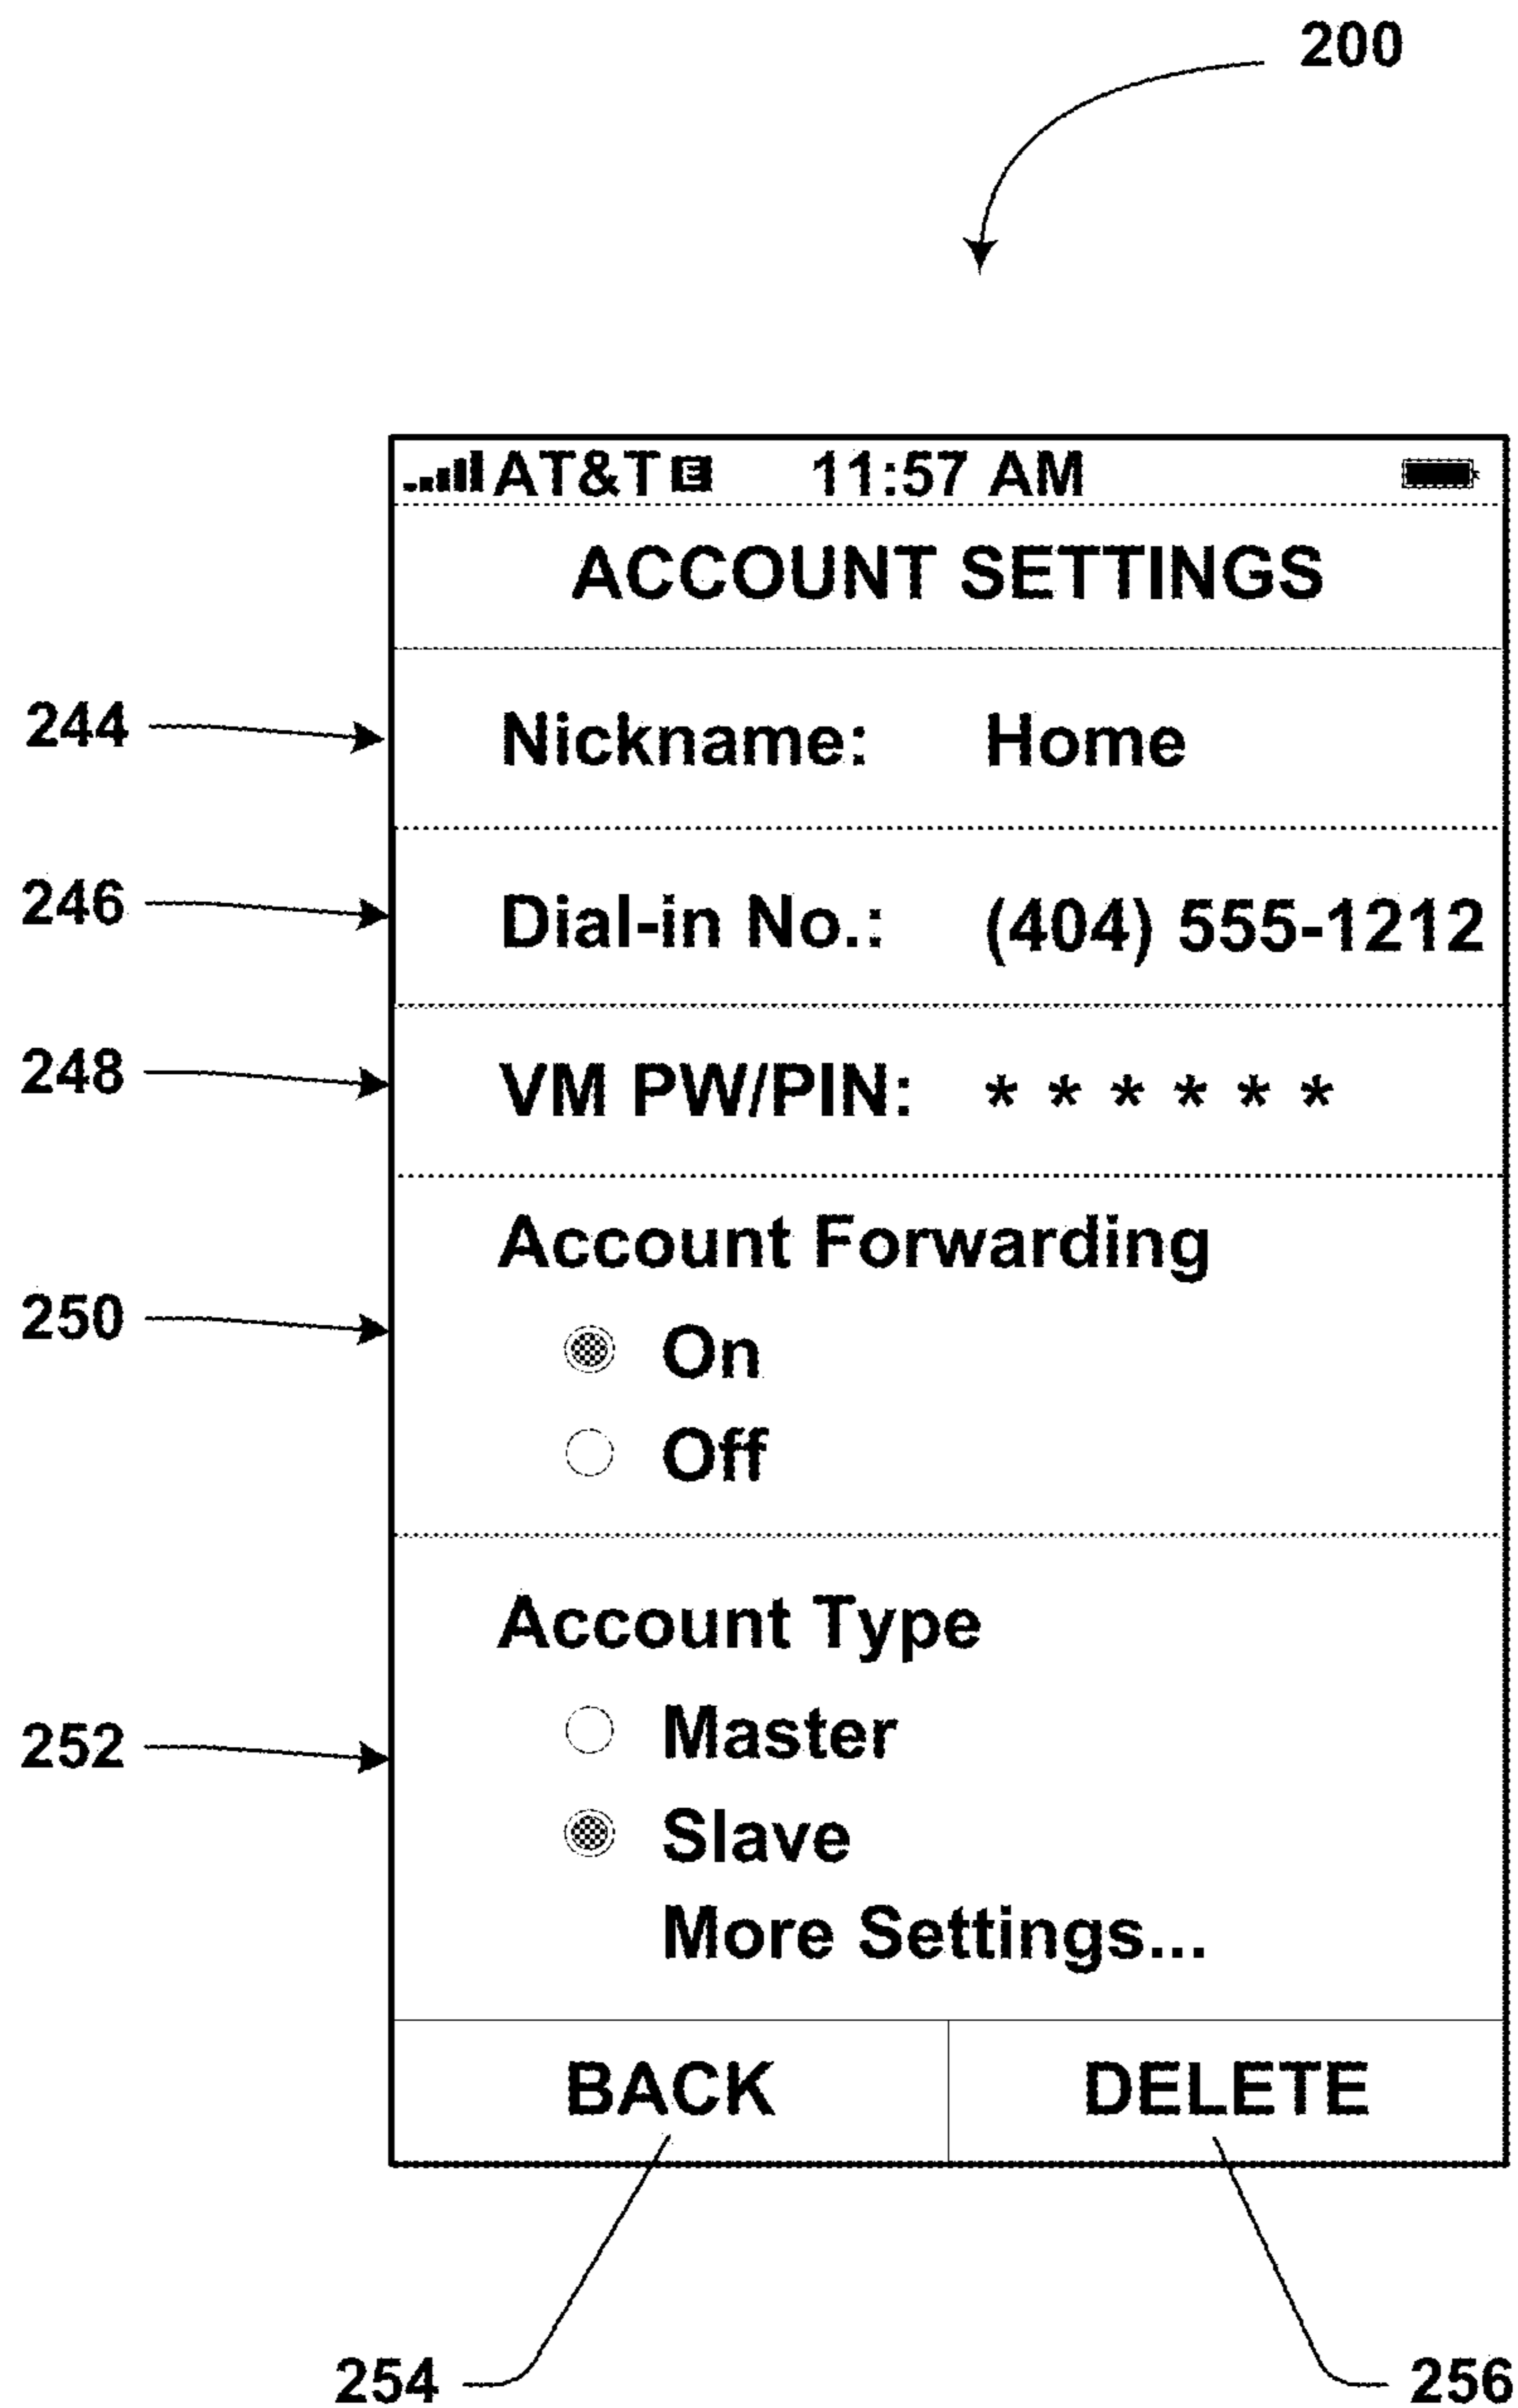 200
AT&T E 11:57 AM
ACCOUNT SETTINGS
244 Nickname: Home
246 Dial-in No.: (404) 555-1212
248 VM PW/PIN: * * * * * *
Account Forwarding
250
On
Off
Account Type
Master
252
Slave
More Settings...
BACK DELETE
254 256